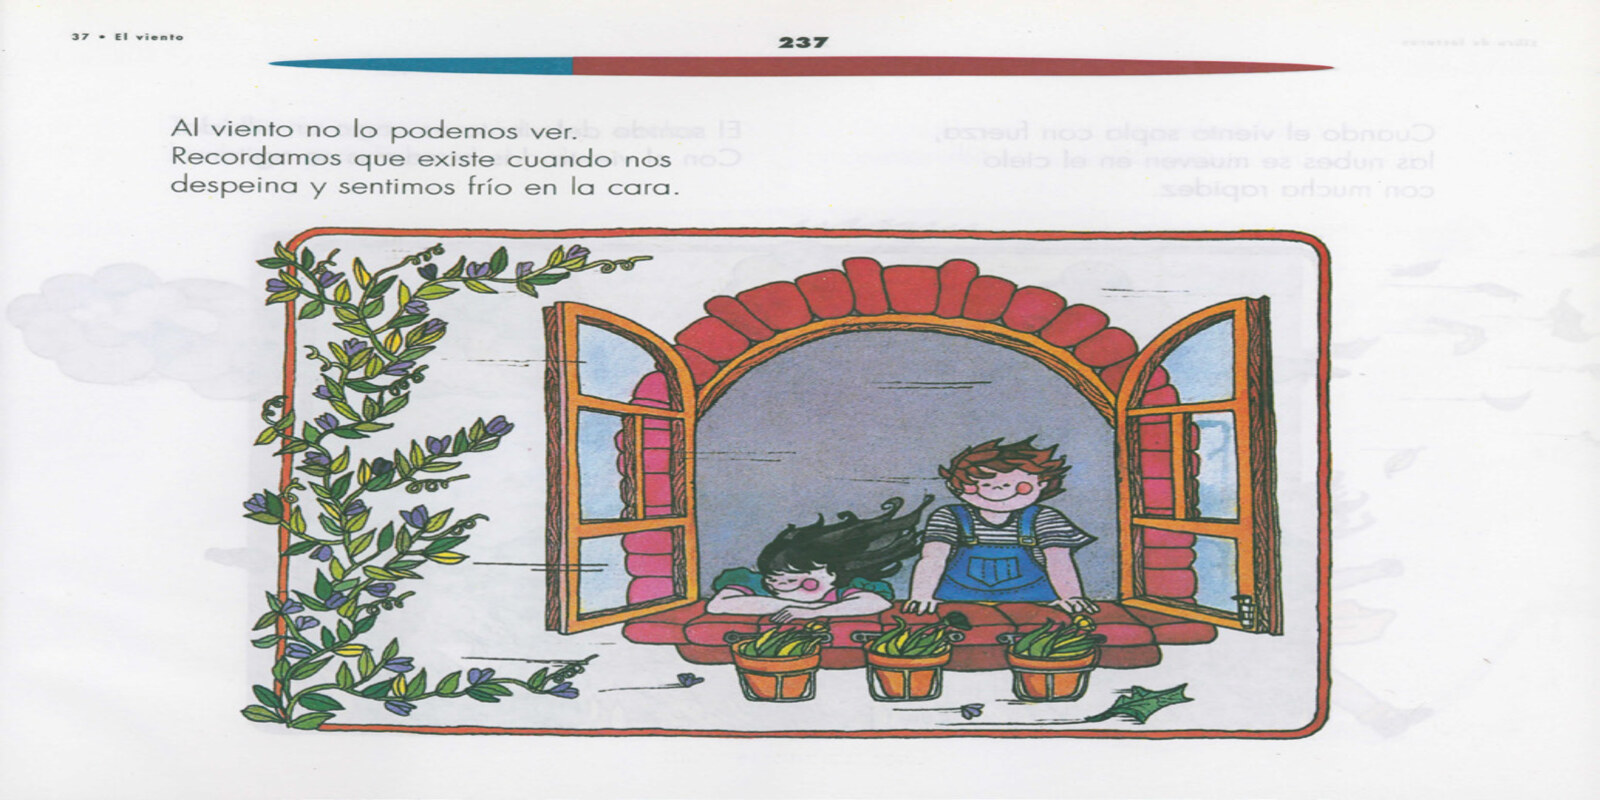 37 • El viento
237
Al viento no lo podemos ver.
Recordamos que existe cuando nos
despeina y sentimos frío en la cara.